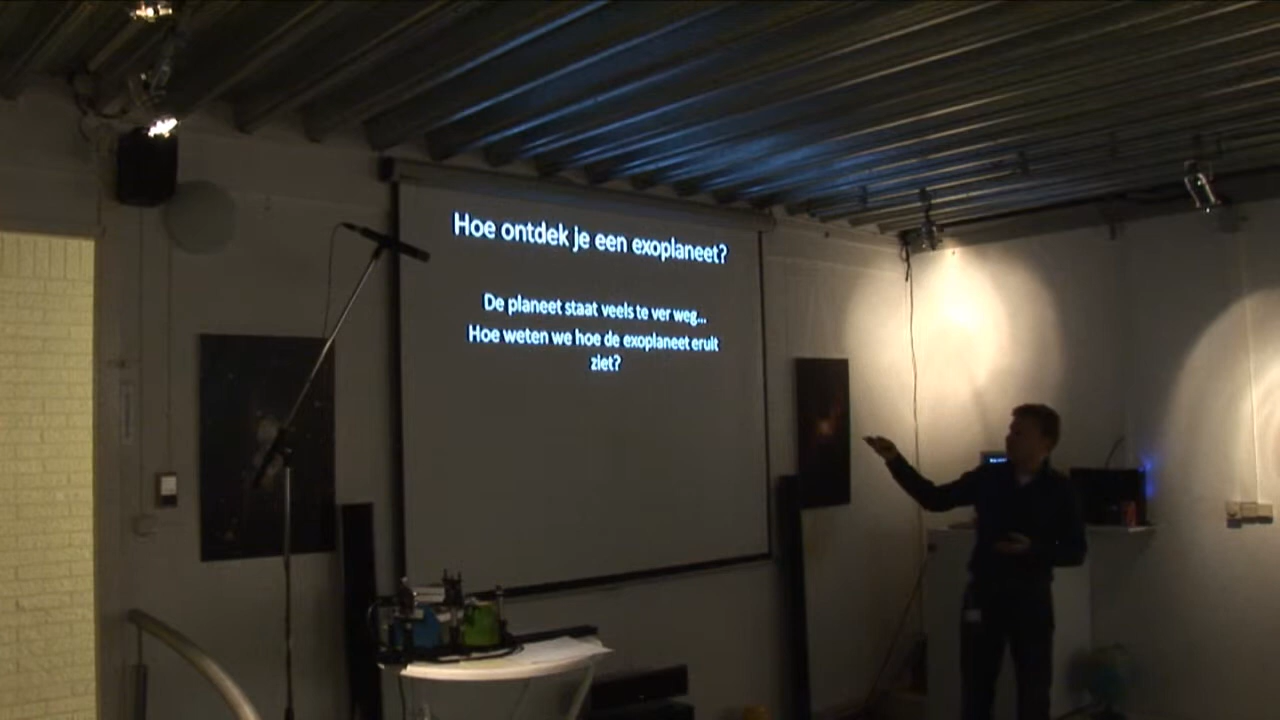 Hoe ontdek je een exoplaneet?
De planeet staat veels te ver weg...
Hoe weten we hoe de exoplaneet eruit
ziet?